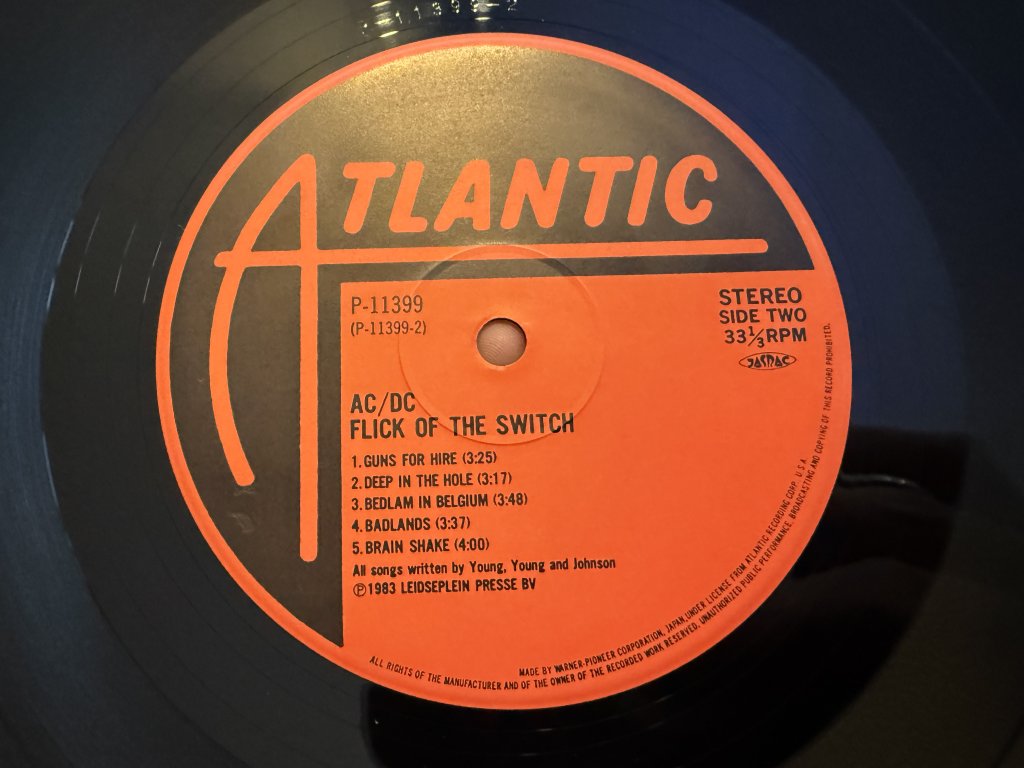 1-11399-2
ATLANTIC
P-11399
(P-11399-2)
STEREO
SIDE TWO
33⅓RPM
JASRAC
AC/DC
FLICK OF THE SWITCH
1. GUNS FOR HIRE (3:25)
2. DEEP IN THE HOLE (3:17)
3. BEDLAM IN BELGIUM (3:48)
4. BADLANDS (3:37)
5. BRAIN SHAKE (4:00)
All songs written by Young, Young and Johnson
Ⓟ1983 LEIDSEPLEIN PRESSE BV
MADE BY WARNER-PIONEER CORPORATION, JAPAN, UNDER LICENSE FROM ATLANTIC RECORDING CORP. U.S.A.
ALL RIGHTS OF THE MANUFACTURER AND OF THE OWNER OF THE RECORDED WORK RESERVED. UNAUTHORIZED PUBLIC PERFORMANCE, BROADCASTING AND COPYING OF THIS RECORD PROHIBITED.